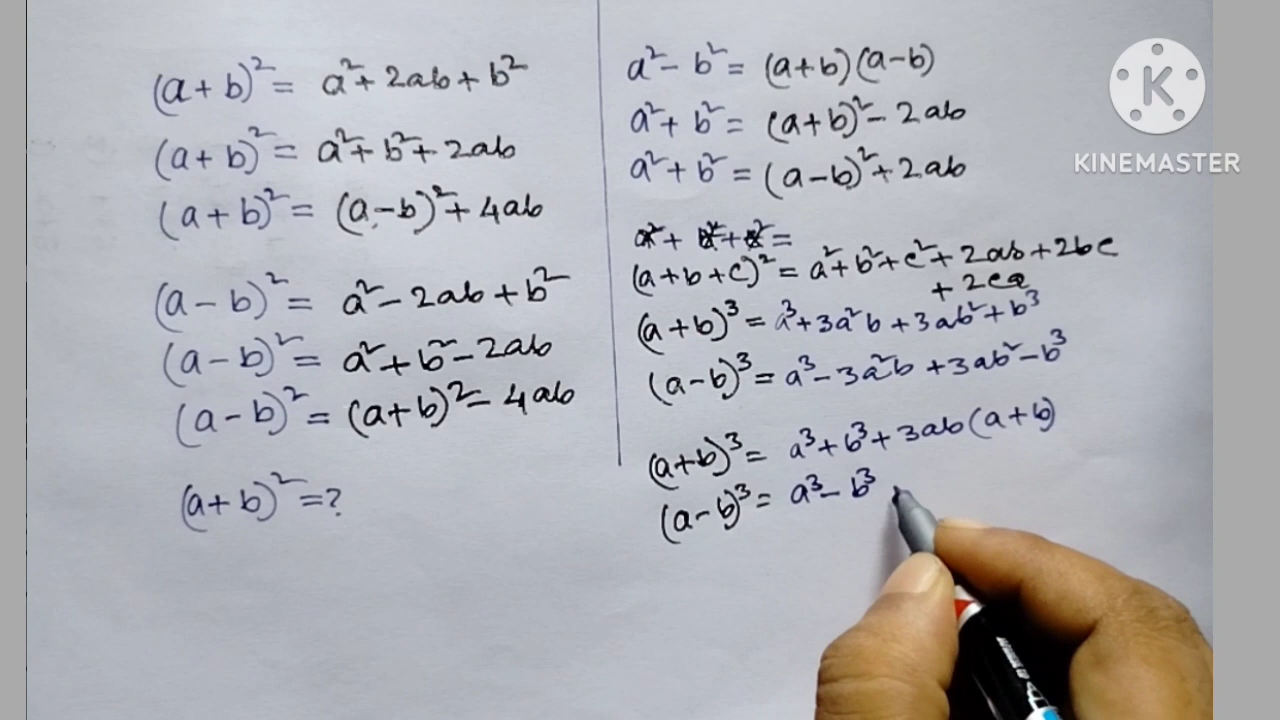 (a + b)² = a² + 2ab + b²
(a + b)² = a² + b² + 2ab
(a + b)² = (a - b)² + 4ab
(a - b)² = a² - 2ab + b²
(a - b)² = a² + b² - 2ab
(a - b)² = (a + b)² - 4ab
(a + b)² = ?
a² - b² = (a+b) (a-b)
a² + b² = (a+b)² - 2ab
a² + b² = (a-b)² + 2ab
(a + b + c)² = a² + b² + c² + 2ab + 2bc
+ 2ca
(a+b)³ = a³ + 3a²b + 3ab² + b³
(a-b)³ = a³ - 3a²b + 3ab² - b³
(a+b)³ = a³ + b³ + 3ab (a+b)
(a-b)³ = a³ - b³
KINEMASTER